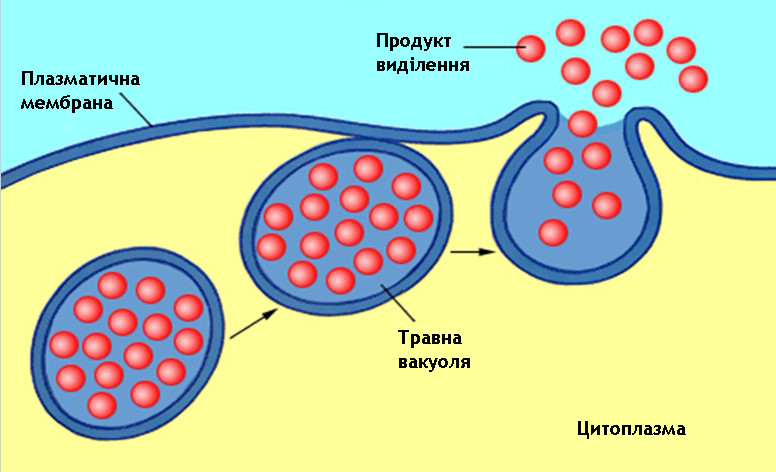 Продукт
виділення
Плазматична
мембрана
Травна
вакуоля
Цитоплазма